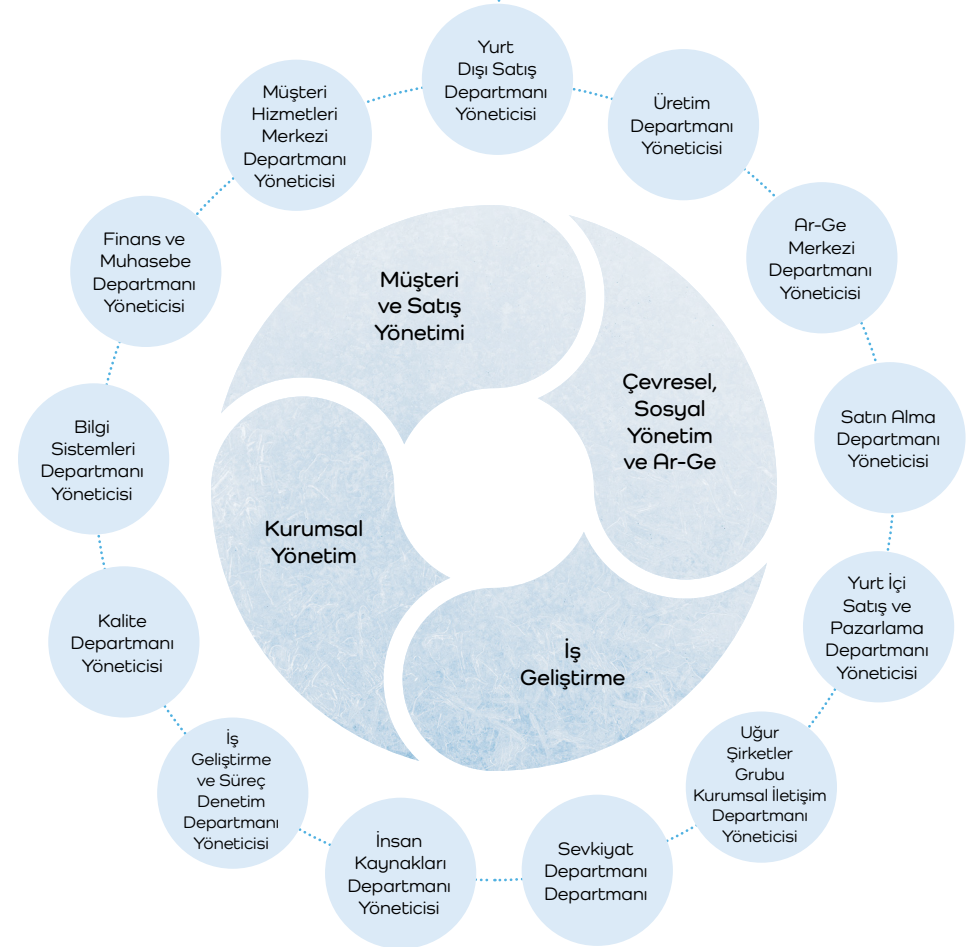 Yurt
Dışı Satış
Departmanı
Yöneticisi
Üretim
Departmanı
Yöneticisi
Ar-Ge
Merkezi
Departmanı
Yöneticisi
Satın Alma
Departmanı
Yöneticisi
Yurt İçi
Satış ve
Pazarlama
Departmanı
Yöneticisi
Uğur
Şirketler
Grubu
Kurumsal İletişim
Departmanı
Yöneticisi
Sevkiyat
Departmanı
Departmanı
İnsan
Kaynakları
Departmanı
Yöneticisi
İş
Geliştirme
ve Süreç
Denetim
Departmanı
Yöneticisi
Kalite
Departmanı
Yöneticisi
Bilgi
Sistemleri
Departmanı
Yöneticisi
Finans ve
Muhasebe
Departmanı
Yöneticisi
Müşteri
Hizmetleri
Merkezi
Departmanı
Yöneticisi
Müşteri
ve Satış
Yönetimi
Çevresel,
Sosyal
Yönetim
ve Ar-Ge
İş
Geliştirme
Kurumsal
Yönetim